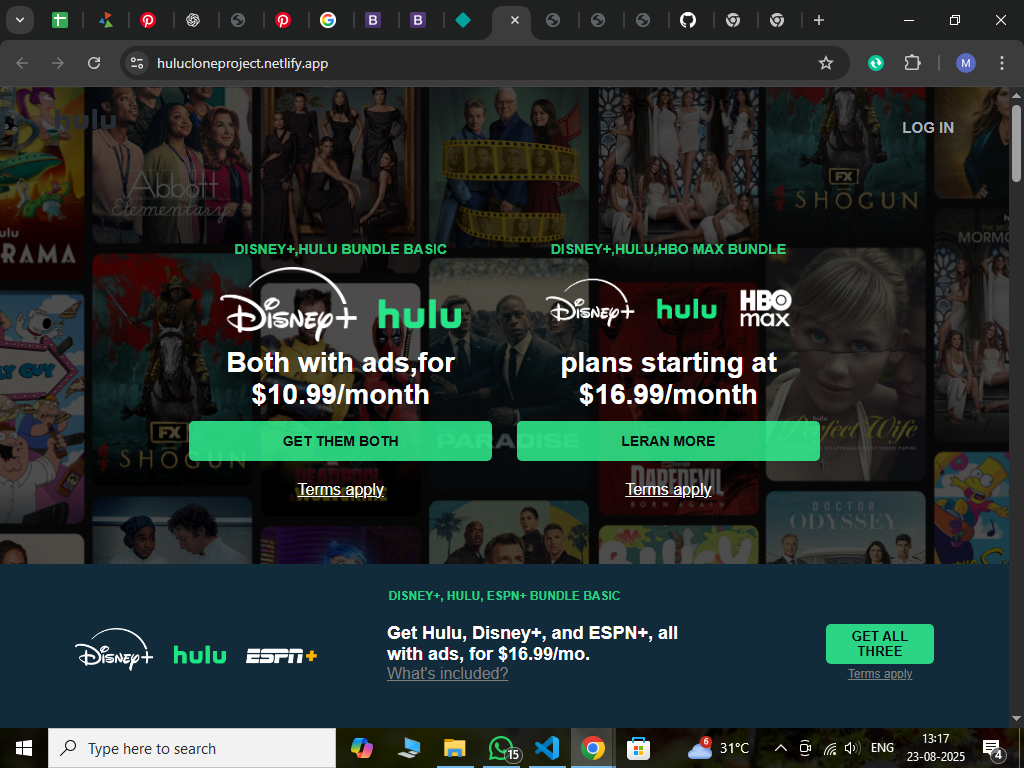 hulucloneproject.netlify.app
M
hulu
LOG IN
Abbott
Elementary
FX
SHŌGUN
hulu
RAMA
DISNEY+,HULU BUNDLE BASIC
DISNEY+,HULU,HBO MAX BUNDLE
Disney+
hulu
Disney+
hulu
HBO
max
Both with ads,for
$10.99/month
plans starting at
$16.99/month
GET THEM BOTH
LERAN MORE
PARADISE
hulu
Perfect Wife
FX
SHŌGUN
Terms apply
Terms apply
DAREDEVIL
BORN AGAIN
DOCTOR
ODYSSEY
DISNEY+, HULU, ESPN+ BUNDLE BASIC
Disney+
hulu
ESPN+
Get Hulu, Disney+, and ESPN+, all
with ads, for $16.99/mo.
What's included?
GET ALL
THREE
Terms apply
Type here to search
15
6
31°C
ENG
13:17
23-08-2025
4